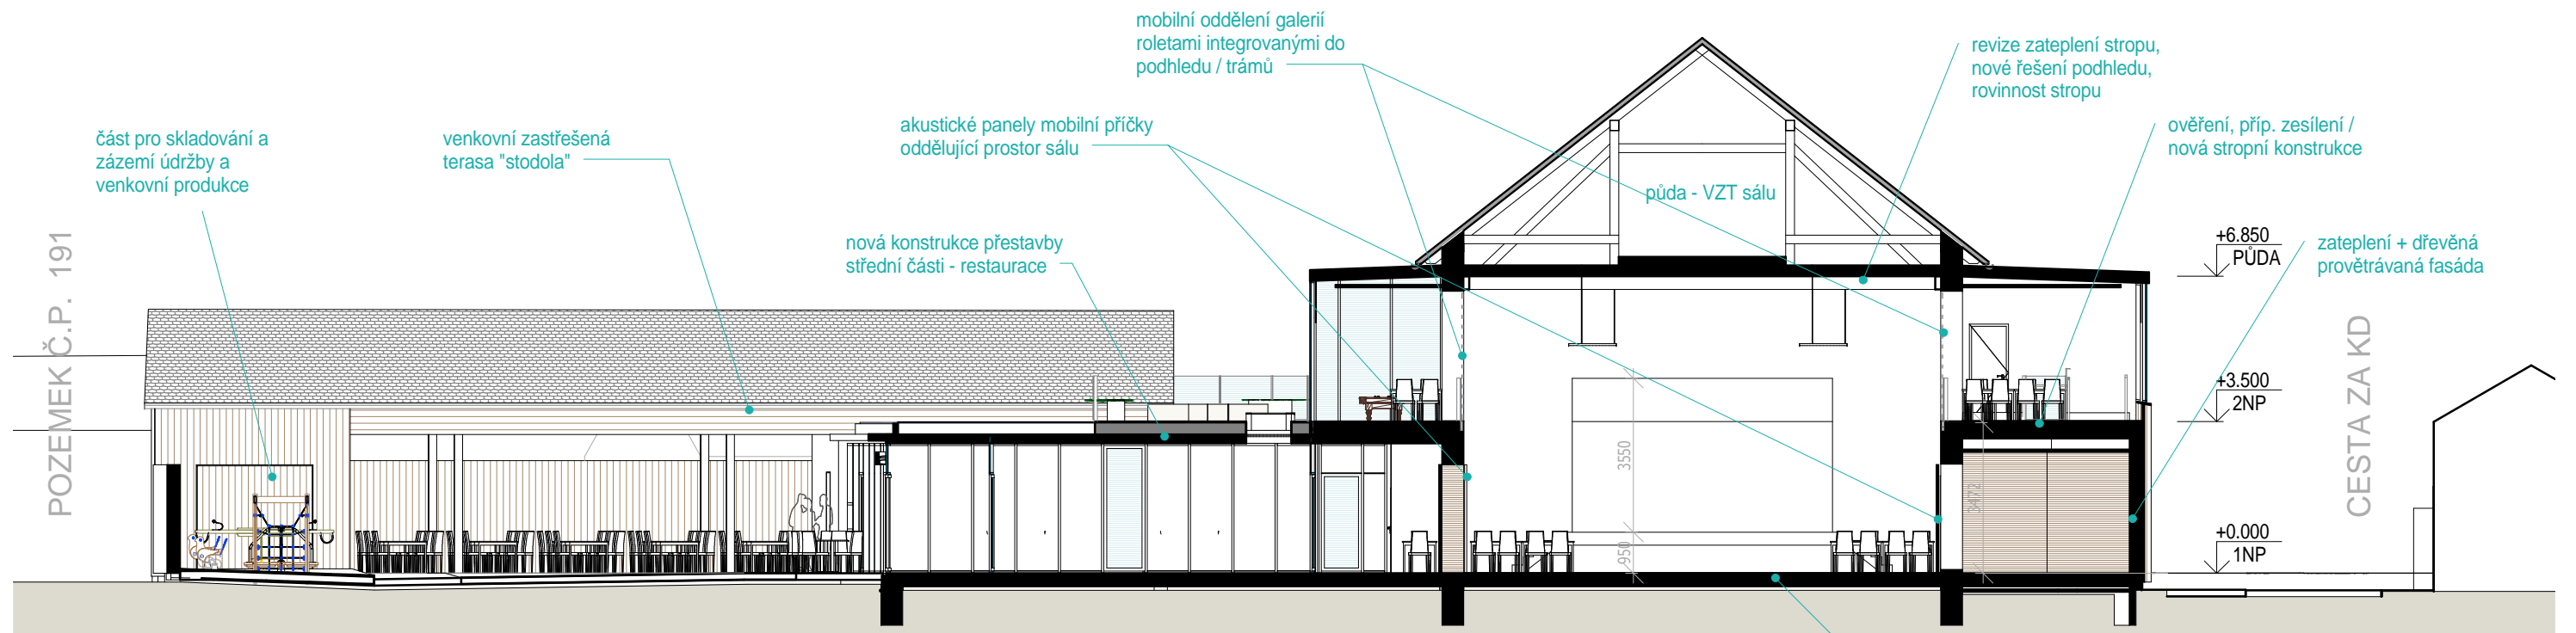 mobilní oddělení galerií
roletami integrovanými do
podhledu / trámů
revize zateplení stropu,
nové řešení podhledu,
rovinnost stropu
akustické panely mobilní příčky
oddělující prostor sálu
ověření, příp. zesílení /
nová stropní konstrukce
část pro skladování a
zázemí údržby a
venkovní produkce
venkovní zastřešená
terasa "stodola"
půda - VZT sálu
nová konstrukce přestavby
střední části - restaurace
+6.850
PŮDA
zateplení + dřevěná
provětrávaná fasáda
POZEMEK Č.P. 191
CESTA ZA KD
+3.500
2NP
3550
3472
950
+0.000
1NP